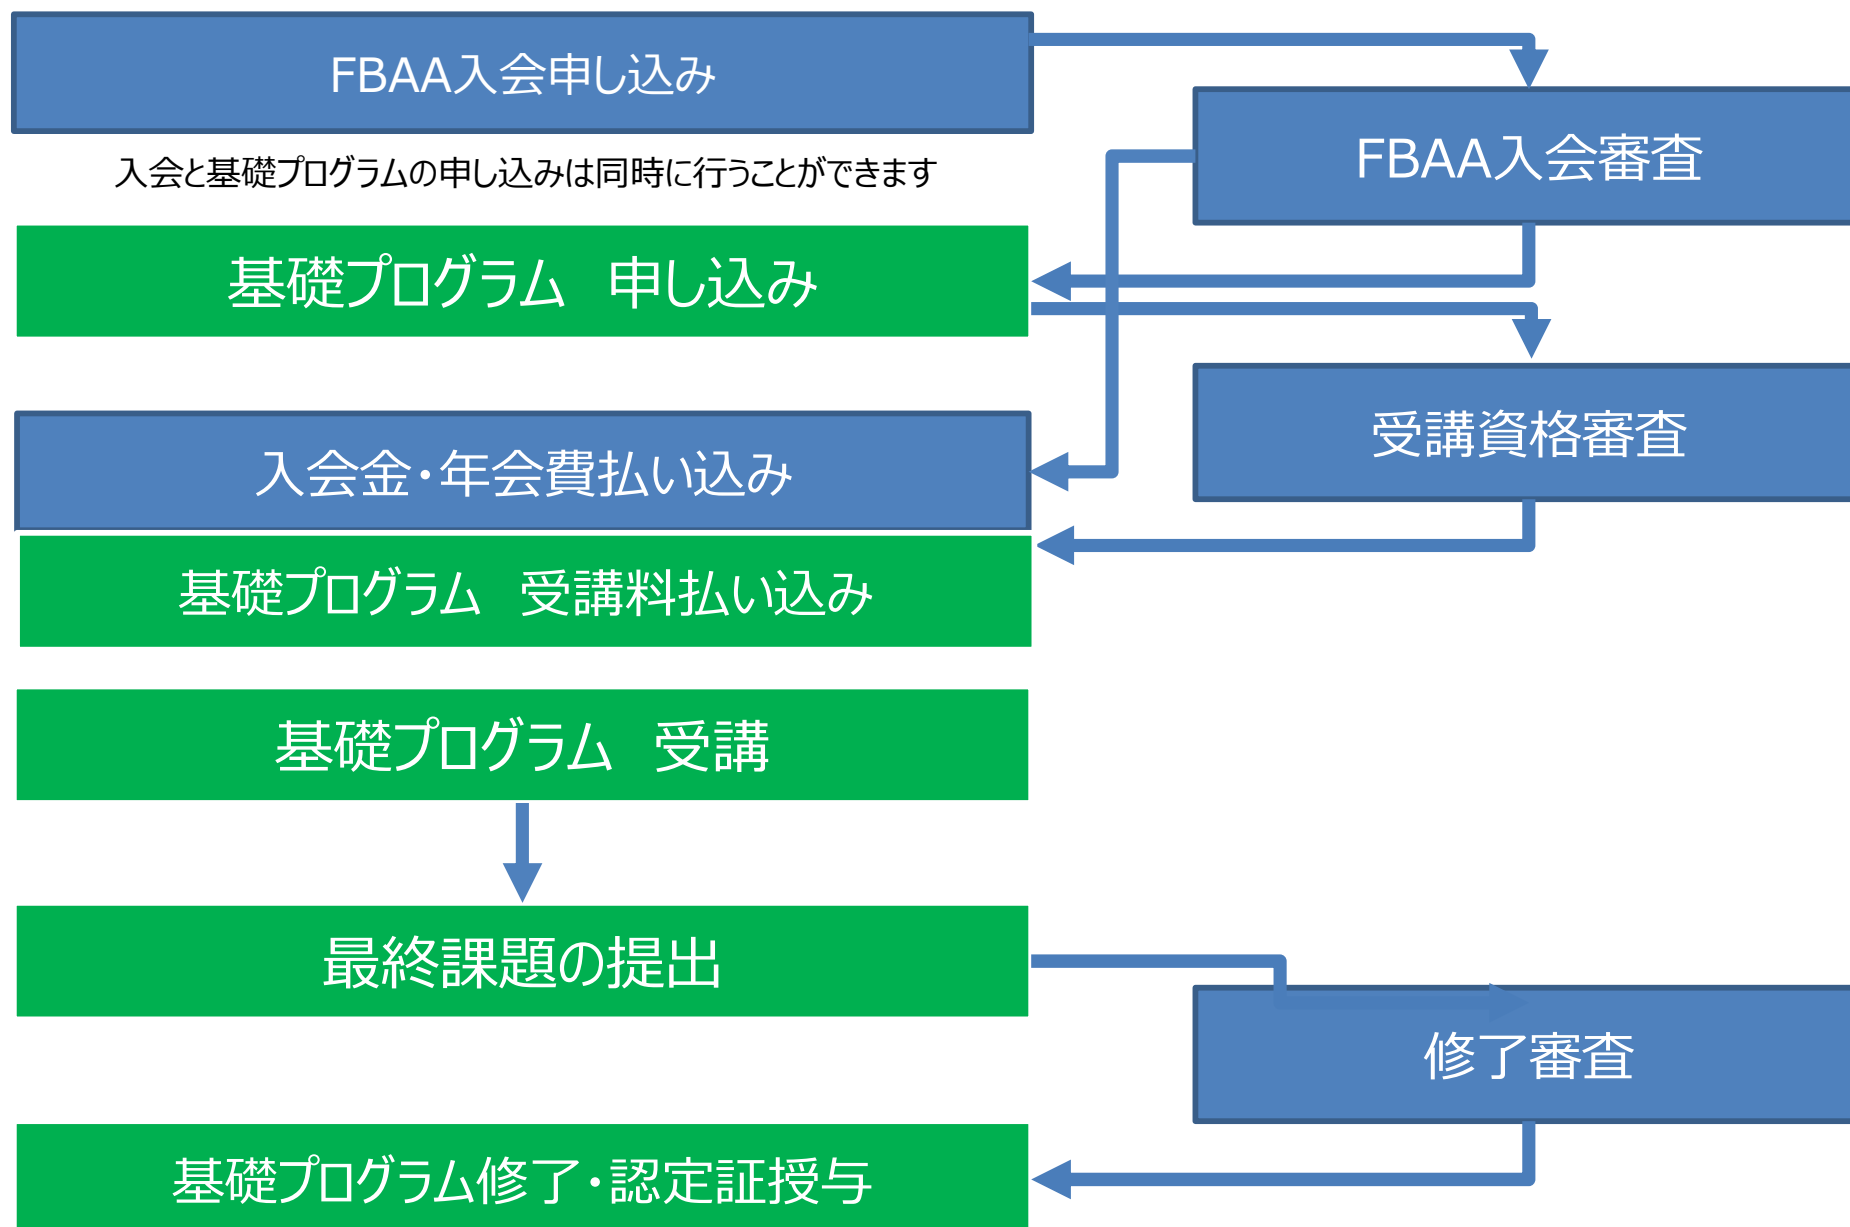 FBAA入会申し込み
FBAA入会審査
入会と基礎プログラムの申し込みは同時に行うことができます
基礎プログラム　申し込み
受講資格審査
入会金・年会費払い込み
基礎プログラム　受講料払い込み
基礎プログラム　受講
最終課題の提出
修了審査
基礎プログラム修了・認定証授与